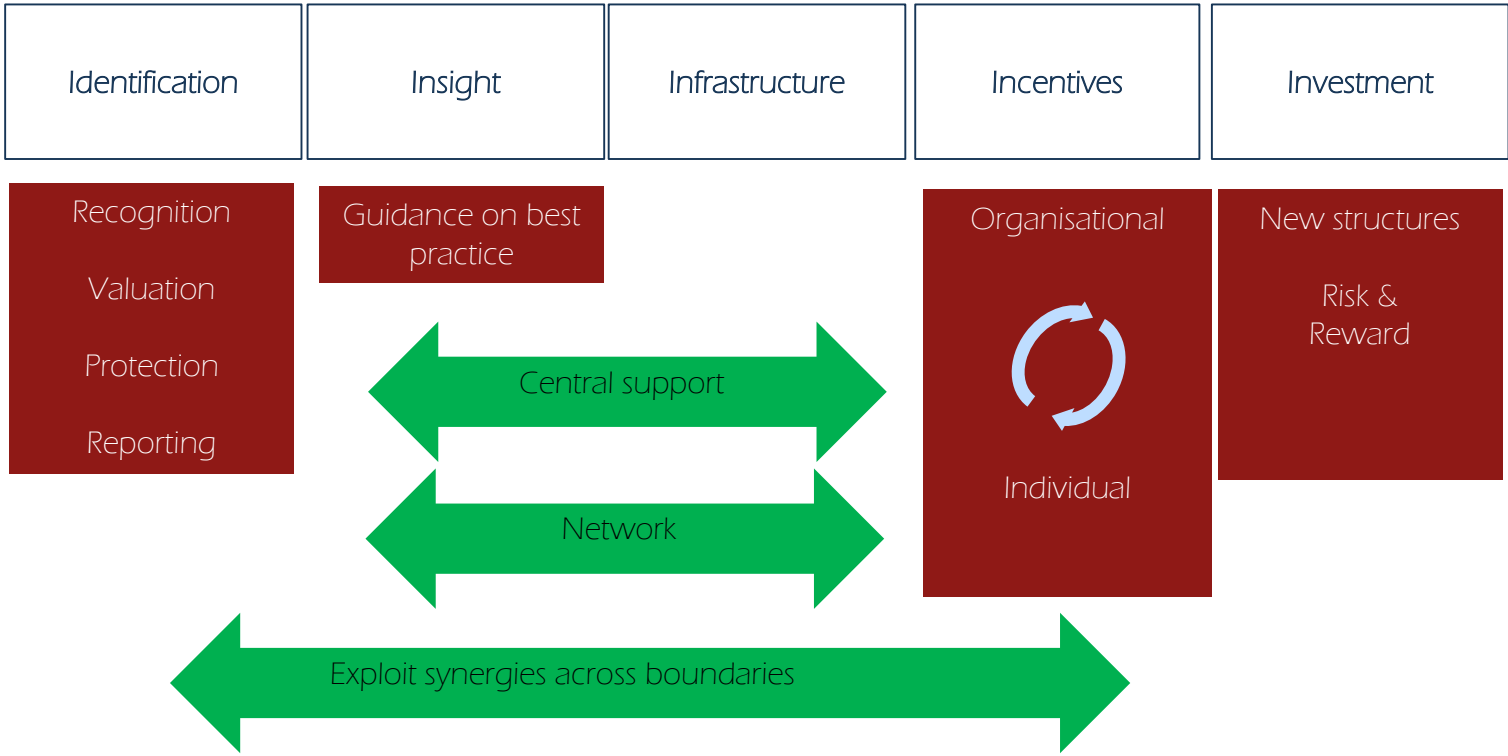 Identification
Insight
Infrastructure
Incentives
Investment
Recognition
Valuation
Protection
Reporting
Guidance on best
practice
Organisational
Individual
New structures
Risk &
Reward
Central support
Network
Exploit synergies across boundaries